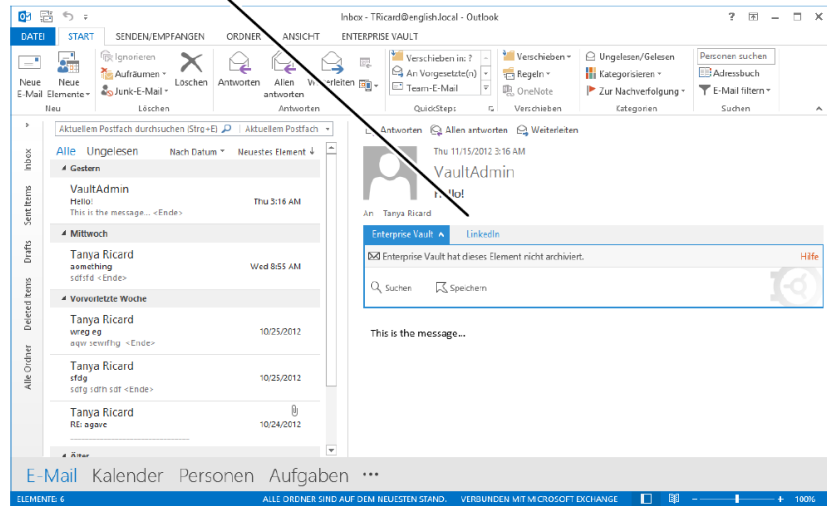 Inbox - TRicard@english.local - Outlook
DATEI START SENDEN/EMPFANGEN ORDNER ANSICHT ENTERPRISE VAULT
Neue E-Mail
Neue Elemente
Ignorieren
Aufräumen
Junk-E-Mail
Löschen
Antworten
Allen antworten
Weiterleiten
Verschieben in: ?
An Vorgesetzte(n)
Team-E-Mail
Verschieben
Regeln
OneNote
Ungelesen/Gelesen
Kategorisieren
Zur Nachverfolgung
Personen suchen
Adressbuch
E-Mail filtern
Neu Löschen Antworten QuickSteps Verschieben Kategorien Suchen
Inbox
Sent Items
Drafts
Deleted Items
Alle Ordner
Aktuellem Postfach durchsuchen (Strg+E) Aktuellem Postfach
Alle Ungelesen Nach Datum Neuestes Element
Gestern
VaultAdmin
Hello! Thu 3:16 AM
This is the message... <Ende>
Mittwoch
Tanya Ricard
aomething Wed 8:55 AM
sdfsfd <Ende>
Vorvorletzte Woche
Tanya Ricard
wreg eg 10/25/2012
<Ende>
Tanya Ricard
sfdg 10/25/2012
<Ende>
Tanya Ricard
RE: agave 10/24/2012
Älter
Antworten Allen antworten Weiterleiten
Thu 11/15/2012 3:16 AM
VaultAdmin
Hello!
An Tanya Ricard
Enterprise Vault LinkedIn
Enterprise Vault hat dieses Element nicht archiviert. Hilfe
Suchen Speichern
This is the message...
E-Mail Kalender Personen Aufgaben ...
ELEMENTE: 6 ALLE ORDNER SIND AUF DEM NEUESTEN STAND. VERBUNDEN MIT MICROSOFT EXCHANGE 100%